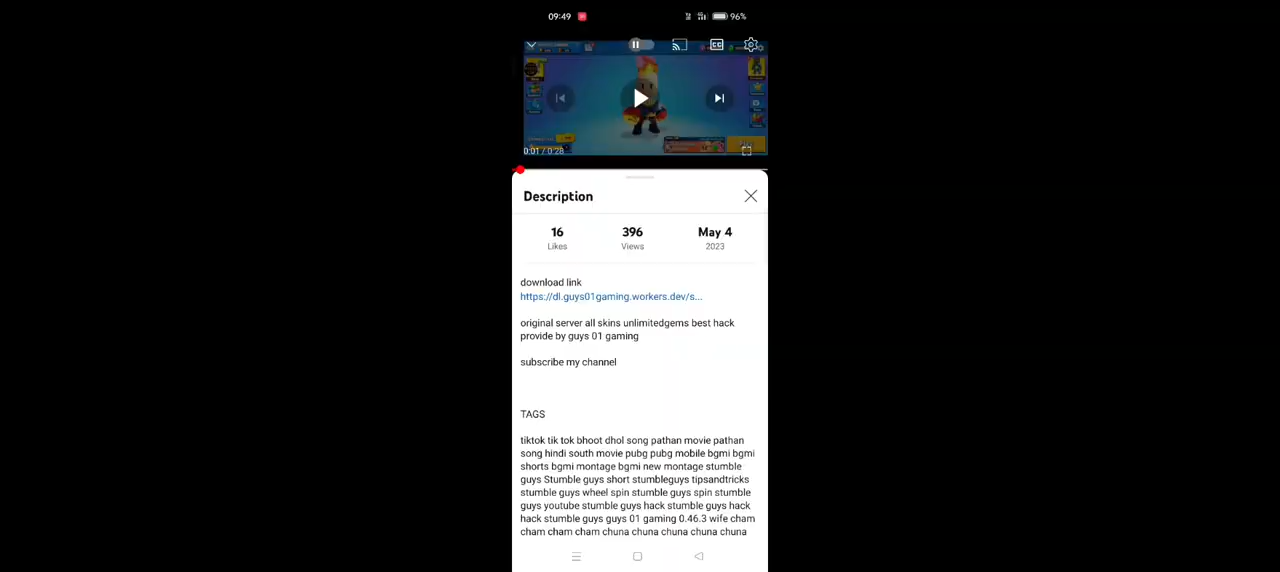 09:49
96%
CC
0:01 / 0:28
Description
16
396
May 4
Likes
Views
2023
download link
https://dl.guys01gaming.workers.dev/s...
original server all skins unlimitedgems best hack
provide by guys 01 gaming
subscribe my channel
TAGS
tiktok tik tok bhoot dhol song pathan movie pathan
song hindi south movie pubg pubg mobile bgmi bgmi
shorts bgmi montage bgmi new montage stumble
guys Stumble guys short stumbleguys tipsandtricks
stumble guys wheel spin stumble guys spin stumble
guys youtube stumble guys hack stumble guys hack
hack stumble guys guys 01 gaming 0.46.3 wife cham
cham cham cham chuna chuna chuna chuna chuna